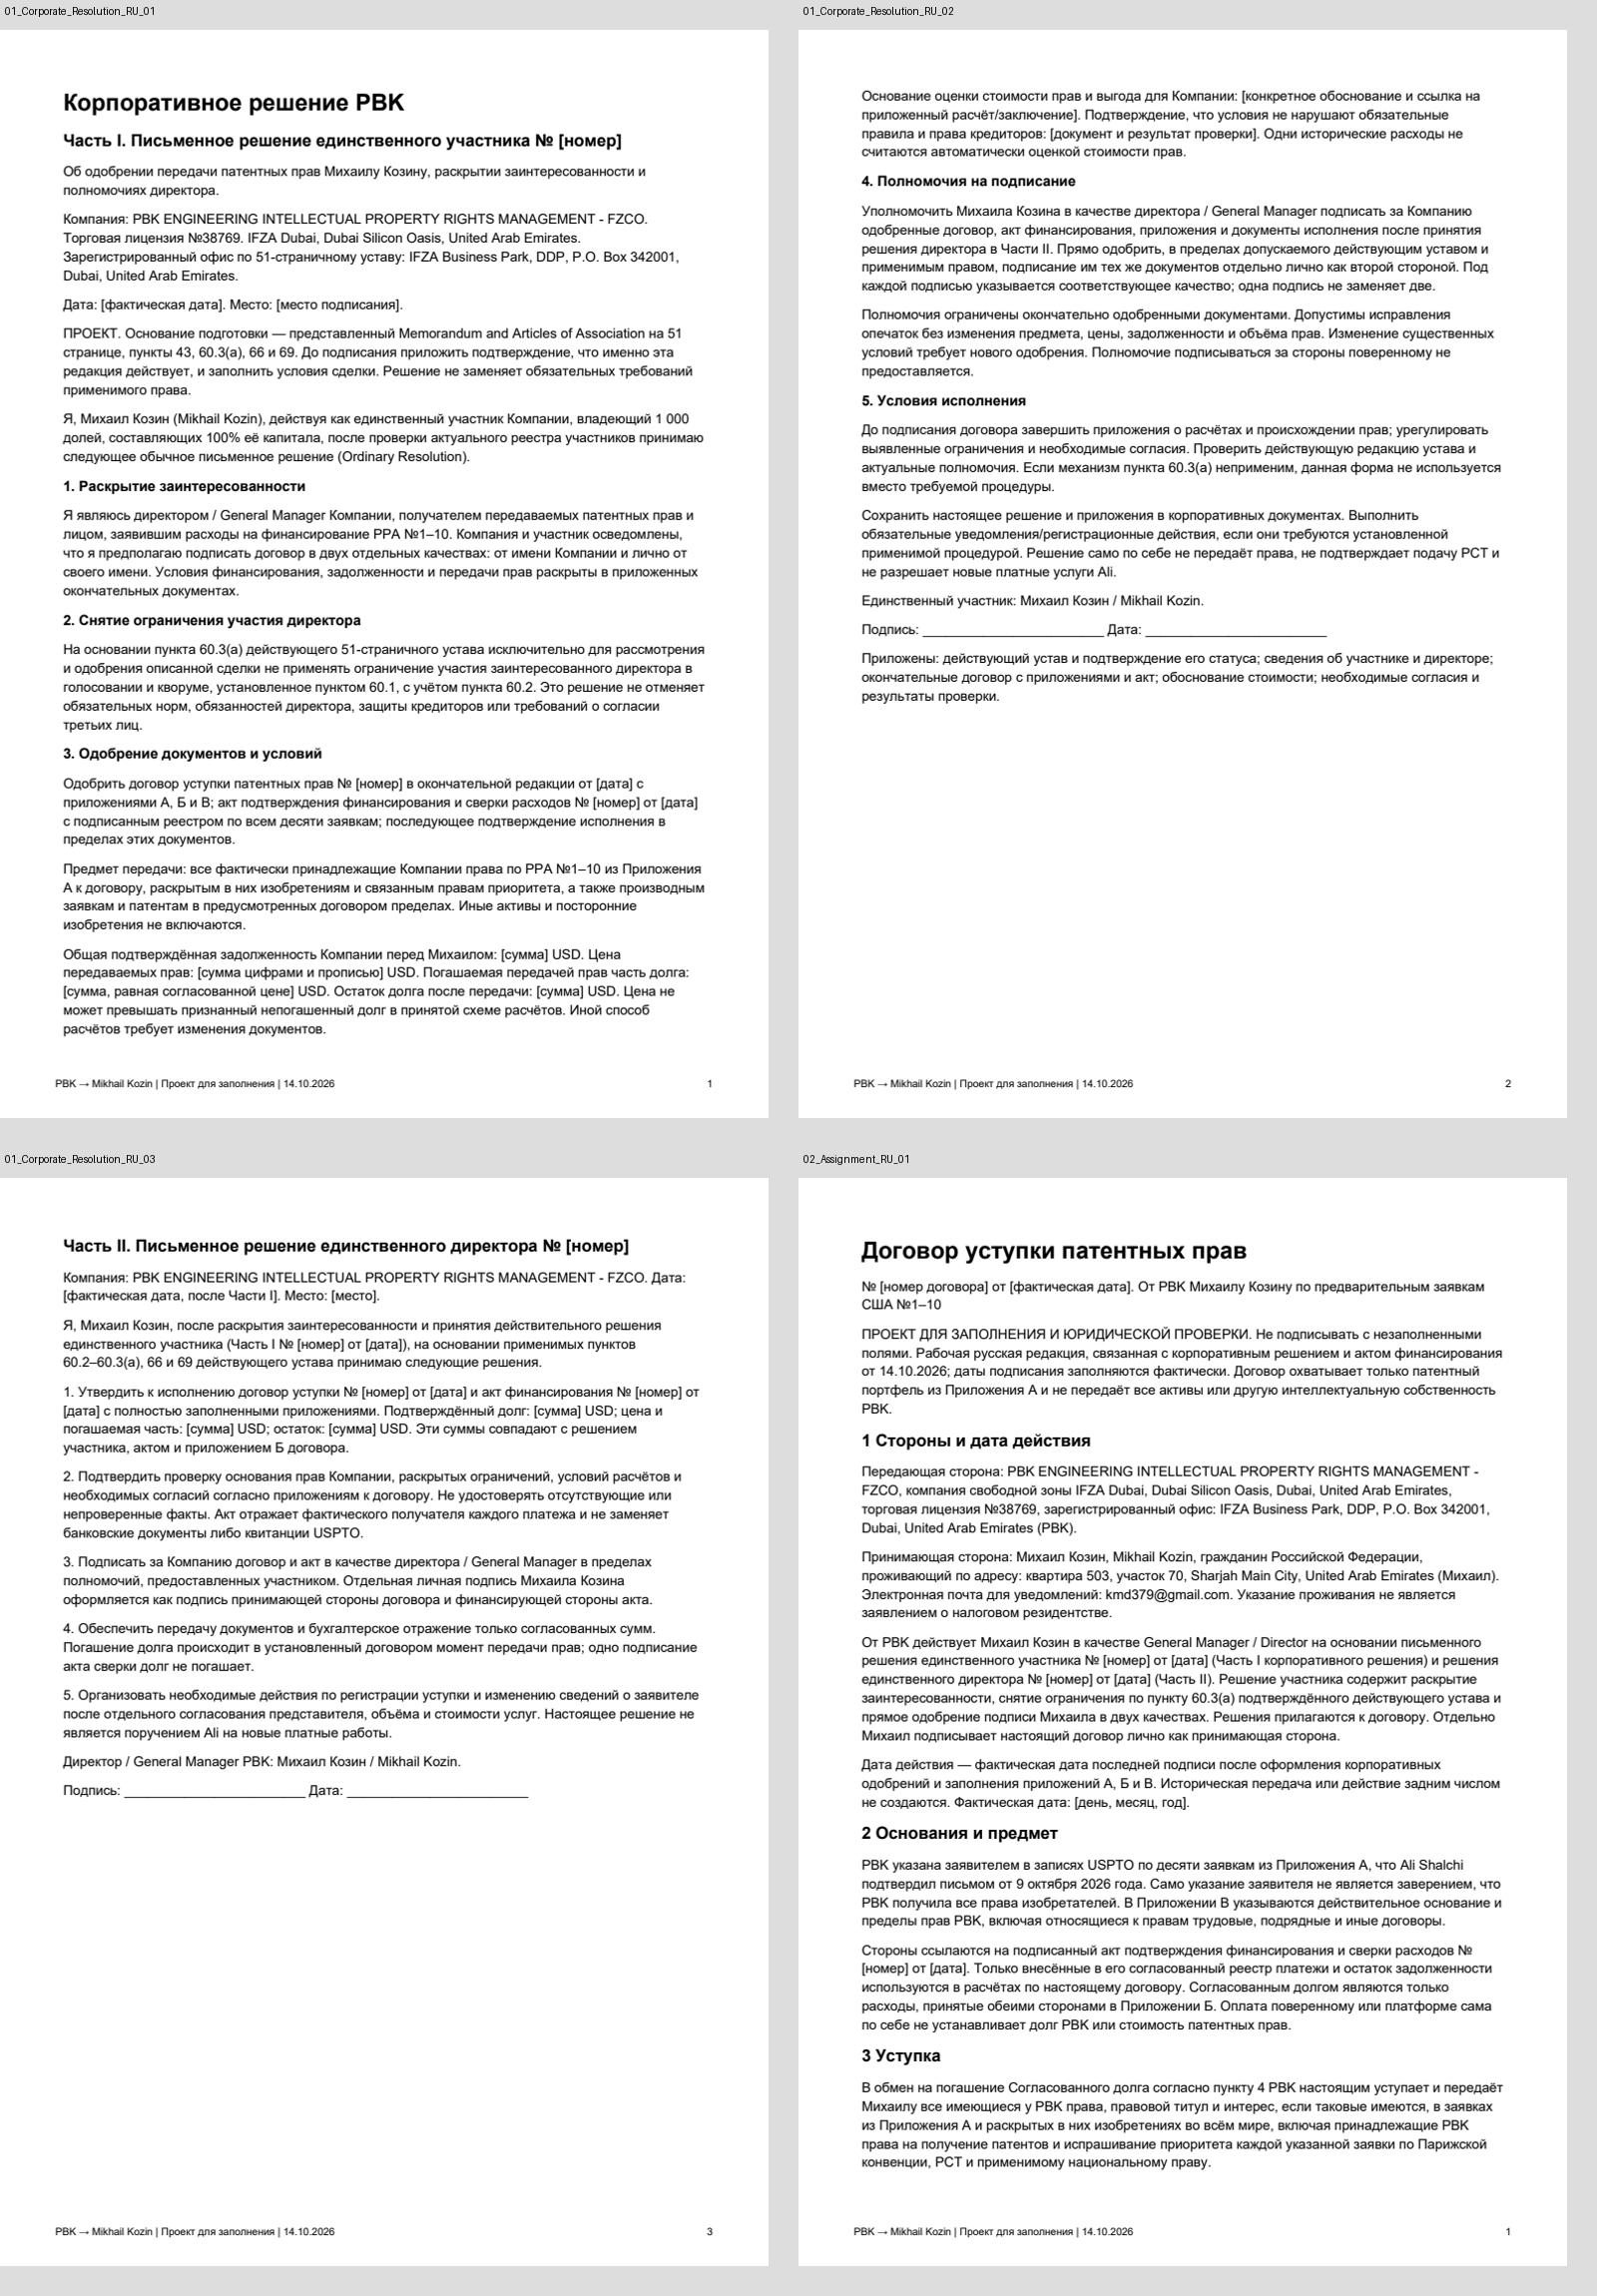 01_Corporate_Resolution_RU_01
Корпоративное решение PBK
Часть I. Письменное решение единственного участника № [номер]
Об одобрении передачи патентных прав Михаилу Козину, раскрытии заинтересованности и
полномочиях директора.
Компания: PBK ENGINEERING INTELLECTUAL PROPERTY RIGHTS MANAGEMENT - FZCO.
Торговая лицензия №38769. IFZA Dubai, Dubai Silicon Oasis, United Arab Emirates.
Зарегистрированный офис по 51-страничному уставу: IFZA Business Park, DDP, P.O. Box 342001,
Dubai, United Arab Emirates.
Дата: [фактическая дата]. Место: [место подписания].
ПРОЕКТ. Основание подготовки — представленный Memorandum and Articles of Association на 51
странице, пункты 43, 60.3(a), 66 и 69. До подписания приложить подтверждение, что именно эта
редакция действует, и заполнить условия сделки. Решение не заменяет обязательных требований
применимого права.
Я, Михаил Козин (Mikhail Kozin), действуя как единственный участник Компании, владеющий 1 000
долей, составляющих 100% её капитала, после проверки актуального реестра участников принимаю
следующее обычное письменное решение (Ordinary Resolution).
1. Раскрытие заинтересованности
Я являюсь директором / General Manager Компании, получателем передаваемых патентных прав и
лицом, заявившим расходы на финансирование PPA №1–10. Компания и участник осведомлены,
что я предполагаю подписать договор в двух отдельных качествах: от имени Компании и лично от
своего имени. Условия финансирования, задолженности и передачи прав раскрыты в приложенных
окончательных документах.
2. Снятие ограничения участия директора
На основании пункта 60.3(a) действующего 51-страничного устава исключительно для рассмотрения
и одобрения описанной сделки не применять ограничение участия заинтересованного директора в
голосовании и кворуме, установленное пунктом 60.1, с учётом пункта 60.2. Это решение не отменяет
обязательных норм, обязанностей директора, защиты кредиторов или требований о согласии
третьих лиц.
3. Одобрение документов и условий
Одобрить договор уступки патентных прав № [номер] в окончательной редакции от [дата] с
приложениями А, Б и В; акт подтверждения финансирования и сверки расходов № [номер] от [дата]
с подписанным реестром по всем десяти заявкам; последующее подтверждение исполнения в
пределах этих документов.
Предмет передачи: все фактически принадлежащие Компании права по PPA №1–10 из Приложения
А к договору, раскрытым в них изобретениям и связанным правам приоритета, а также производным
заявкам и патентам в предусмотренных договором пределах. Иные активы и посторонние
изобретения не включаются.
Общая подтверждённая задолженность Компании перед Михаилом: [сумма] USD. Цена
передаваемых прав: [сумма цифрами и прописью] USD. Погашаемая передачей прав часть долга:
[сумма, равная согласованной цене] USD. Остаток долга после передачи: [сумма] USD. Цена не
может превышать признанный непогашенный долг в принятой схеме расчётов. Иной способ
расчётов требует изменения документов.
PBK → Mikhail Kozin | Проект для заполнения | 14.10.2026
1
01_Corporate_Resolution_RU_02
Основание оценки стоимости прав и выгода для Компании: [конкретное обоснование и ссылка на
приложенный расчёт/заключение]. Подтверждение, что условия не нарушают обязательные
правила и права кредиторов: [документ и результат проверки]. Одни исторические расходы не
считаются автоматически оценкой стоимости прав.
4. Полномочия на подписание
Уполномочить Михаила Козина в качестве директора / General Manager подписать за Компанию
одобренные договор, акт финансирования, приложения и документы исполнения после принятия
решения директора в Части II. Прямо одобрить, в пределах допускаемого действующим уставом и
применимым правом, подписание им тех же документов отдельно лично как второй стороной. Под
каждой подписью указывается соответствующее качество; одна подпись не заменяет две.
Полномочия ограничены окончательно одобренными документами. Допустимы исправления
опечаток без изменения предмета, цены, задолженности и объёма прав. Изменение существенных
условий требует нового одобрения. Полномочие подписываться за стороны поверенному не
предоставляется.
5. Условия исполнения
До подписания договора завершить приложения о расчётах и происхождении прав; урегулировать
выявленные ограничения и необходимые согласия. Проверить действующую редакцию устава и
актуальные полномочия. Если механизм пункта 60.3(a) неприменим, данная форма не используется
вместо требуемой процедуры.
Сохранить настоящее решение и приложения в корпоративных документах. Выполнить
обязательные уведомления/регистрационные действия, если они требуются установленной
применимой процедурой. Решение само по себе не передаёт права, не подтверждает подачу PCT и
не разрешает новые платные услуги Ali.
Единственный участник: Михаил Козин / Mikhail Kozin.
Подпись: ________________________ Дата: ________________________
Приложены: действующий устав и подтверждение его статуса; сведения об участнике и директоре;
окончательные договор с приложениями и акт; обоснование стоимости; необходимые согласия и
результаты проверки.
PBK → Mikhail Kozin | Проект для заполнения | 14.10.2026
2
01_Corporate_Resolution_RU_03
Часть II. Письменное решение единственного директора № [номер]
Компания: PBK ENGINEERING INTELLECTUAL PROPERTY RIGHTS MANAGEMENT - FZCO. Дата:
[фактическая дата, после Части I]. Место: [место].
Я, Михаил Козин, после раскрытия заинтересованности и принятия действительного решения
единственного участника (Часть I № [номер] от [дата]), на основании применимых пунктов
60.2–60.3(a), 66 и 69 действующего устава принимаю следующие решения.
1. Утвердить к исполнению договор уступки № [номер] от [дата] и акт финансирования № [номер] от
[дата] с полностью заполненными приложениями. Подтверждённый долг: [сумма] USD; цена и
погашаемая часть: [сумма] USD; остаток: [сумма] USD. Эти суммы совпадают с решением
участника, актом и приложением Б договора.
2. Подтвердить проверку основания прав Компании, раскрытых ограничений, условий расчётов и
необходимых согласий согласно приложениям к договору. Не удостоверять отсутствующие или
непроверенные факты. Акт отражает фактического получателя каждого платежа и не заменяет
банковские документы либо квитанции USPTO.
3. Подписать за Компанию договор и акт в качестве директора / General Manager в пределах
полномочий, предоставленных участником. Отдельная личная подпись Михаила Козина
оформляется как подпись принимающей стороны договора и финансирующей стороны акта.
4. Обеспечить передачу документов и бухгалтерское отражение только согласованных сумм.
Погашение долга происходит в установленный договором момент передачи прав; одно подписание
акта сверки долг не погашает.
5. Организовать необходимые действия по регистрации уступки и изменению сведений о заявителе
после отдельного согласования представителя, объёма и стоимости услуг. Настоящее решение не
является поручением Ali на новые платные работы.
Директор / General Manager PBK: Михаил Козин / Mikhail Kozin.
Подпись: ________________________ Дата: ________________________
PBK → Mikhail Kozin | Проект для заполнения | 14.10.2026
3
02_Assignment_RU_01
Договор уступки патентных прав
№ [номер договора] от [фактическая дата]. От PBK Михаилу Козину по предварительным заявкам
США №1–10
ПРОЕКТ ДЛЯ ЗАПОЛНЕНИЯ И ЮРИДИЧЕСКОЙ ПРОВЕРКИ. Не подписывать с незаполненными
полями. Рабочая русская редакция, связанная с корпоративным решением и актом финансирования
от 14.10.2026; даты подписания заполняются фактически. Договор охватывает только патентный
портфель из Приложения А и не передаёт все активы или другую интеллектуальную собственность
PBK.
1 Стороны и дата действия
Передающая сторона: PBK ENGINEERING INTELLECTUAL PROPERTY RIGHTS MANAGEMENT -
FZCO, компания свободной зоны IFZA Dubai, Dubai Silicon Oasis, Dubai, United Arab Emirates,
торговая лицензия №38769, зарегистрированный офис: IFZA Business Park, DDP, P.O. Box 342001,
Dubai, United Arab Emirates (PBK).
Принимающая сторона: Михаил Козин, Mikhail Kozin, гражданин Российской Федерации,
проживающий по адресу: квартира 503, участок 70, Sharjah Main City, United Arab Emirates (Михаил).
Электронная почта для уведомлений: kmd379@gmail.com. Указание проживания не является
заявлением о налоговом резидентстве.
От PBK действует Михаил Козин в качестве General Manager / Director на основании письменного
решения единственного участника № [номер] от [дата] (Часть I корпоративного решения) и решения
единственного директора № [номер] от [дата] (Часть II). Решение участника содержит раскрытие
заинтересованности, снятие ограничения по пункту 60.3(a) подтверждённого действующего устава и
прямое одобрение подписи Михаила в двух качествах. Решения прилагаются к договору. Отдельно
Михаил подписывает настоящий договор лично как принимающая сторона.
Дата действия — фактическая дата последней подписи после оформления корпоративных
одобрений и заполнения приложений А, Б и В. Историческая передача или действие задним числом
не создаются. Фактическая дата: [день, месяц, год].
2 Основания и предмет
PBK указана заявителем в записях USPTO по десяти заявкам из Приложения А, что Ali Shalchi
подтвердил письмом от 9 октября 2026 года. Само указание заявителя не является заверением, что
PBK получила все права изобретателей. В Приложении В указываются действительное основание и
пределы прав PBK, включая относящиеся к правам трудовые, подрядные и иные договоры.
Стороны ссылаются на подписанный акт подтверждения финансирования и сверки расходов №
[номер] от [дата]. Только внесённые в его согласованный реестр платежи и остаток задолженности
используются в расчётах по настоящему договору. Согласованным долгом являются только
расходы, принятые обеими сторонами в Приложении Б. Оплата поверенному или платформе сама
по себе не устанавливает долг PBK или стоимость патентных прав.
3 Уступка
В обмен на погашение Согласованного долга согласно пункту 4 PBK настоящим уступает и передаёт
Михаилу все имеющиеся у PBK права, правовой титул и интерес, если таковые имеются, в заявках
из Приложения А и раскрытых в них изобретениях во всём мире, включая принадлежащие PBK
права на получение патентов и испрашивание приоритета каждой указанной заявки по Парижской
конвенции, PCT и применимому национальному праву.
PBK → Mikhail Kozin | Проект для заполнения | 14.10.2026
1